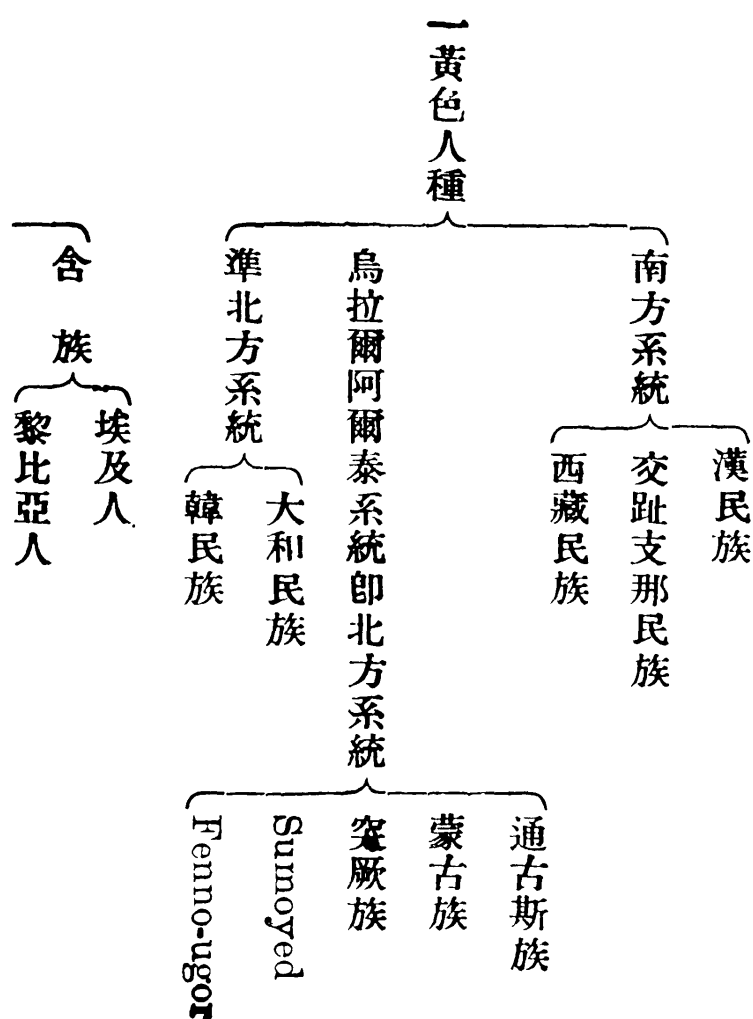 一黃色人種
南方系統
漢民族
交趾支那民族
西藏民族
烏拉爾阿爾泰系統卽北方系統
通古斯族
蒙古族
突厥族
Sumoyed
Fenno-ugor
準北方系統
大和民族
韓民族
含族
埃及人
黎比亞人